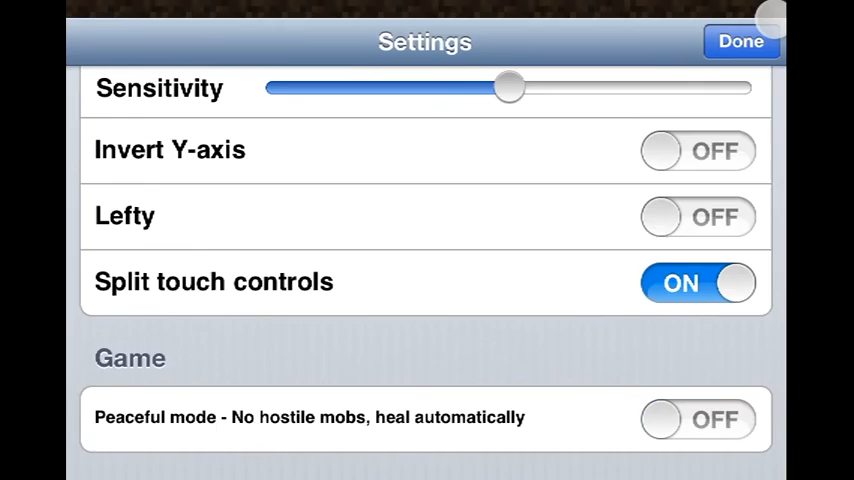 Settings
Done
Sensitivity
Invert Y-axis OFF
Lefty OFF
Split touch controls ON
Game
Peaceful mode - No hostile mobs, heal automatically OFF